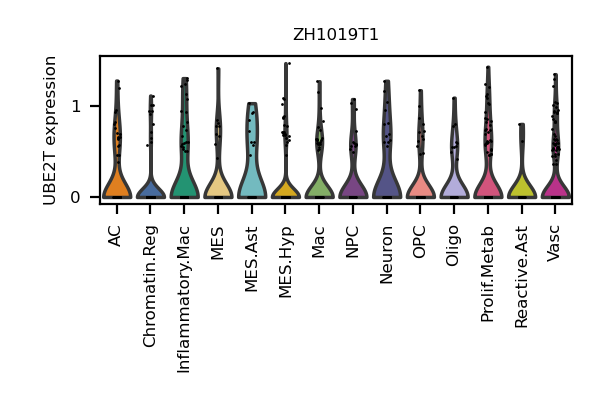 ZH1019T1
UBE2T expression
1
0
AC
Chromatin.Reg
Inflammatory.Mac
MES
MES.Ast
MES.Hyp
Mac
NPC
Neuron
OPC
Oligo
Prolif.Metab
Reactive.Ast
Vasc